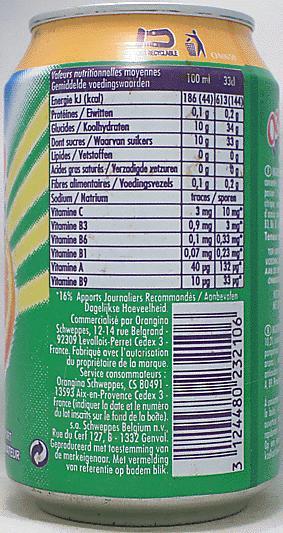 RECYCLABLE
Valeurs nutritionnelles moyennes
Gemiddelde voedingswaarden 100 ml 33cl
Energie kJ (kcal) 186 (44) 613(144)
Protéines / Eiwitten 0,1 g 0,2 g
Glucides / Koolhydraten 10 g 34 g
Dont sucres / Waarvan suikers 10 g 33 g
Lipides / Vetstoffen 0 g 0 g
Acides gras saturés / Verzadigde vetzuren 0 g 0 g
Fibres alimentaires / Voedingsvezels 0,1 g 0,2 g
Sodium / Natrium traces / sporen
Vitamine C 3 mg 10 mg*
Vitamine B3 0,9 mg 3 mg*
Vitamine B6 0,1 mg 0,33 mg*
Vitamine B1 0,07 mg 0,23 mg*
Vitamine A 40 µg 132 µg*
Vitamine B9 10 µg 33 µg*
*16% Apports Journaliers Recommandés / Aanbevolen
Dagelijkse Hoeveelheid.
Commercialisé par Orangina
Schweppes, 12-14 rue Belgrand -
92309 Levallois-Perret Cedex 3 -
France. Fabriqué avec l'autorisation
du propriétaire de la marque.
Service consommateurs :
Orangina Schweppes, CS 80491 -
13593 Aix-en-Provence Cedex 3 -
France (indiquer la date et le numéro
du lot inscrits sur le fond de la boîte).
s.a. Schweppes Belgium n.v.,
Rue du Cerf 127, B - 1332 Genval.
Geproduceerd met toestemming van
de merkeigenaar. Met vermelding
van referentie op bodem blik.
3 124480 232106